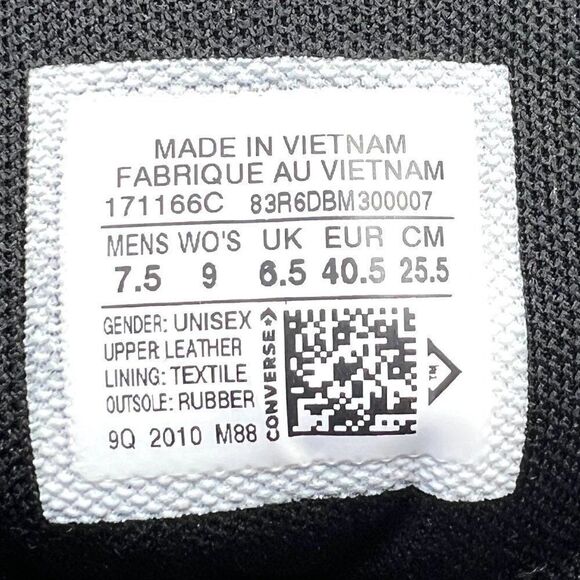 MADE IN VIETNAM
FABRIQUE AU VIETNAM
171166C 83R6DBM300007
MENS WO'S UK EUR CM
7.5 9 6.5 40.5 25.5
GENDER: UNISEX
UPPER LEATHER
LINING: TEXTILE
OUTSOLE: RUBBER
9Q 2010 M88
CONVERSE
TM